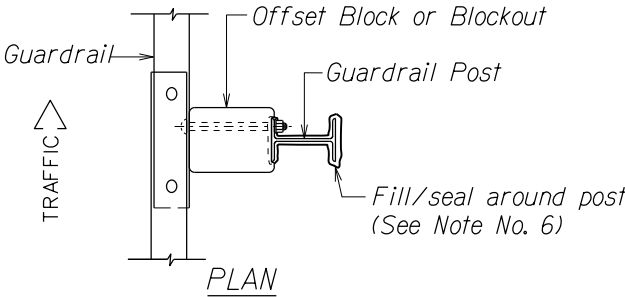 Offset Block or Blockout
Guardrail
Guardrail Post
TRAFFIC
Fill/seal around post
(See Note No. 6)
PLAN